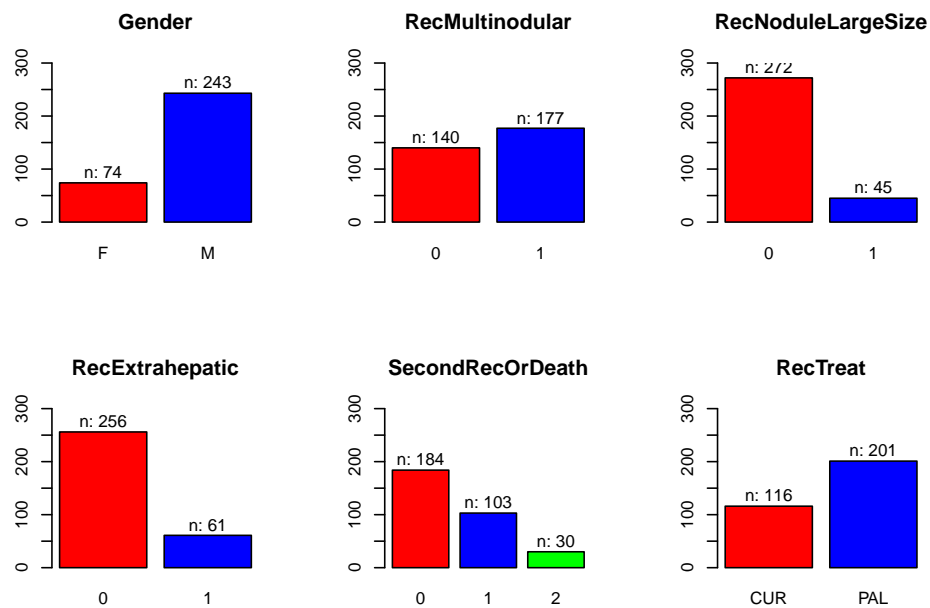 Gender
300
200
100
0
n: 74
n: 243
F
M
RecMultinodular
300
200
100
0
n: 140
n: 177
0
1
RecNoduleLargeSize
300
200
100
0
n: 272
n: 45
0
1
RecExtrahepatic
300
200
100
0
n: 256
n: 61
0
1
SecondRecOrDeath
300
200
100
0
n: 184
n: 103
n: 30
0
1
2
RecTreat
300
200
100
0
n: 116
n: 201
CUR
PAL